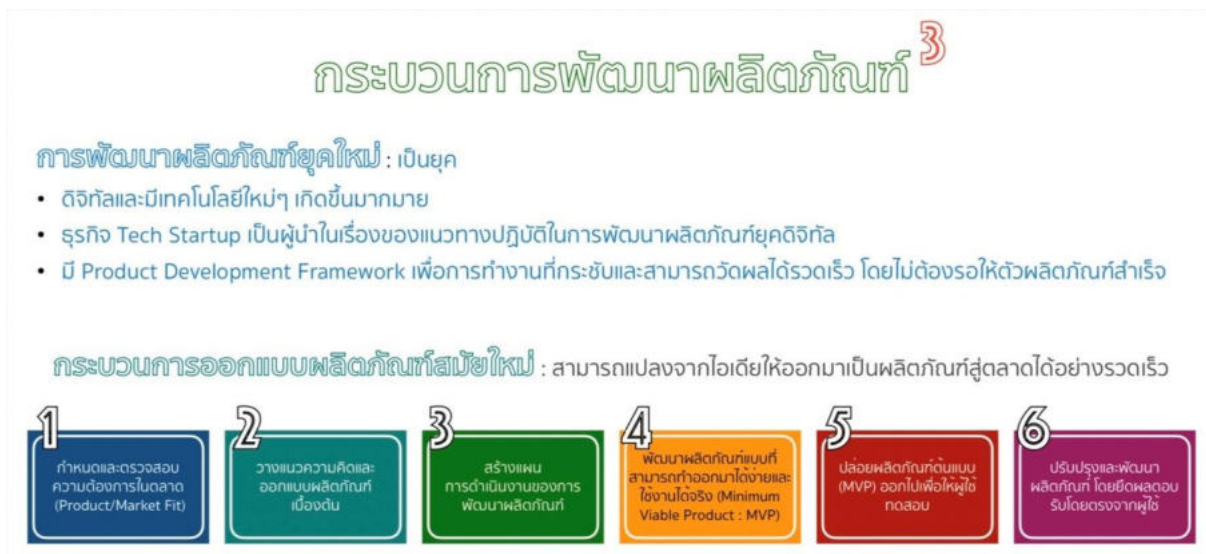 กระบวนการพัฒนาผลิตภัณฑ์ 3
การพัฒนาผลิตภัณฑ์ยุคใหม่ : เป็นยุค
• ดิจิทัลและมีเทคโนโลยีใหม่ๆ เกิดขึ้นมากมาย
• ธุรกิจ Tech Startup เป็นผู้นำในเรื่องของแนวทางปฏิบัติในการพัฒนาผลิตภัณฑ์ยุคดิจิทัล
• มี Product Development Framework เพื่อการทำงานที่กระชับและสามารถวัดผลได้รวดเร็ว โดยไม่ต้องรอให้ตัวผลิตภัณฑ์สำเร็จ
กระบวนการออกแบบผลิตภัณฑ์สมัยใหม่ : สามารถแปลงจากไอเดียให้ออกมาเป็นผลิตภัณฑ์สู่ตลาดได้อย่างรวดเร็ว
1
กำหนดและตรวจสอบ
ความต้องการในตลาด
(Product/Market Fit)
2
วางแนวความคิดและ
ออกแบบผลิตภัณฑ์
เบื้องต้น
3
สร้างแผน
การดำเนินงานของการ
พัฒนาผลิตภัณฑ์
4
พัฒนาผลิตภัณฑ์แบบที่
สามารถทำออกมาได้ง่ายและ
ใช้งานได้จริง (Minimum
Viable Product : MVP)
5
ปล่อยผลิตภัณฑ์ต้นแบบ
(MVP) ออกไปเพื่อให้ผู้ใช้
ทดสอบ
6
ปรับปรุงและพัฒนา
ผลิตภัณฑ์ โดยยึดผลตอบ
รับโดยตรงจากผู้ใช้